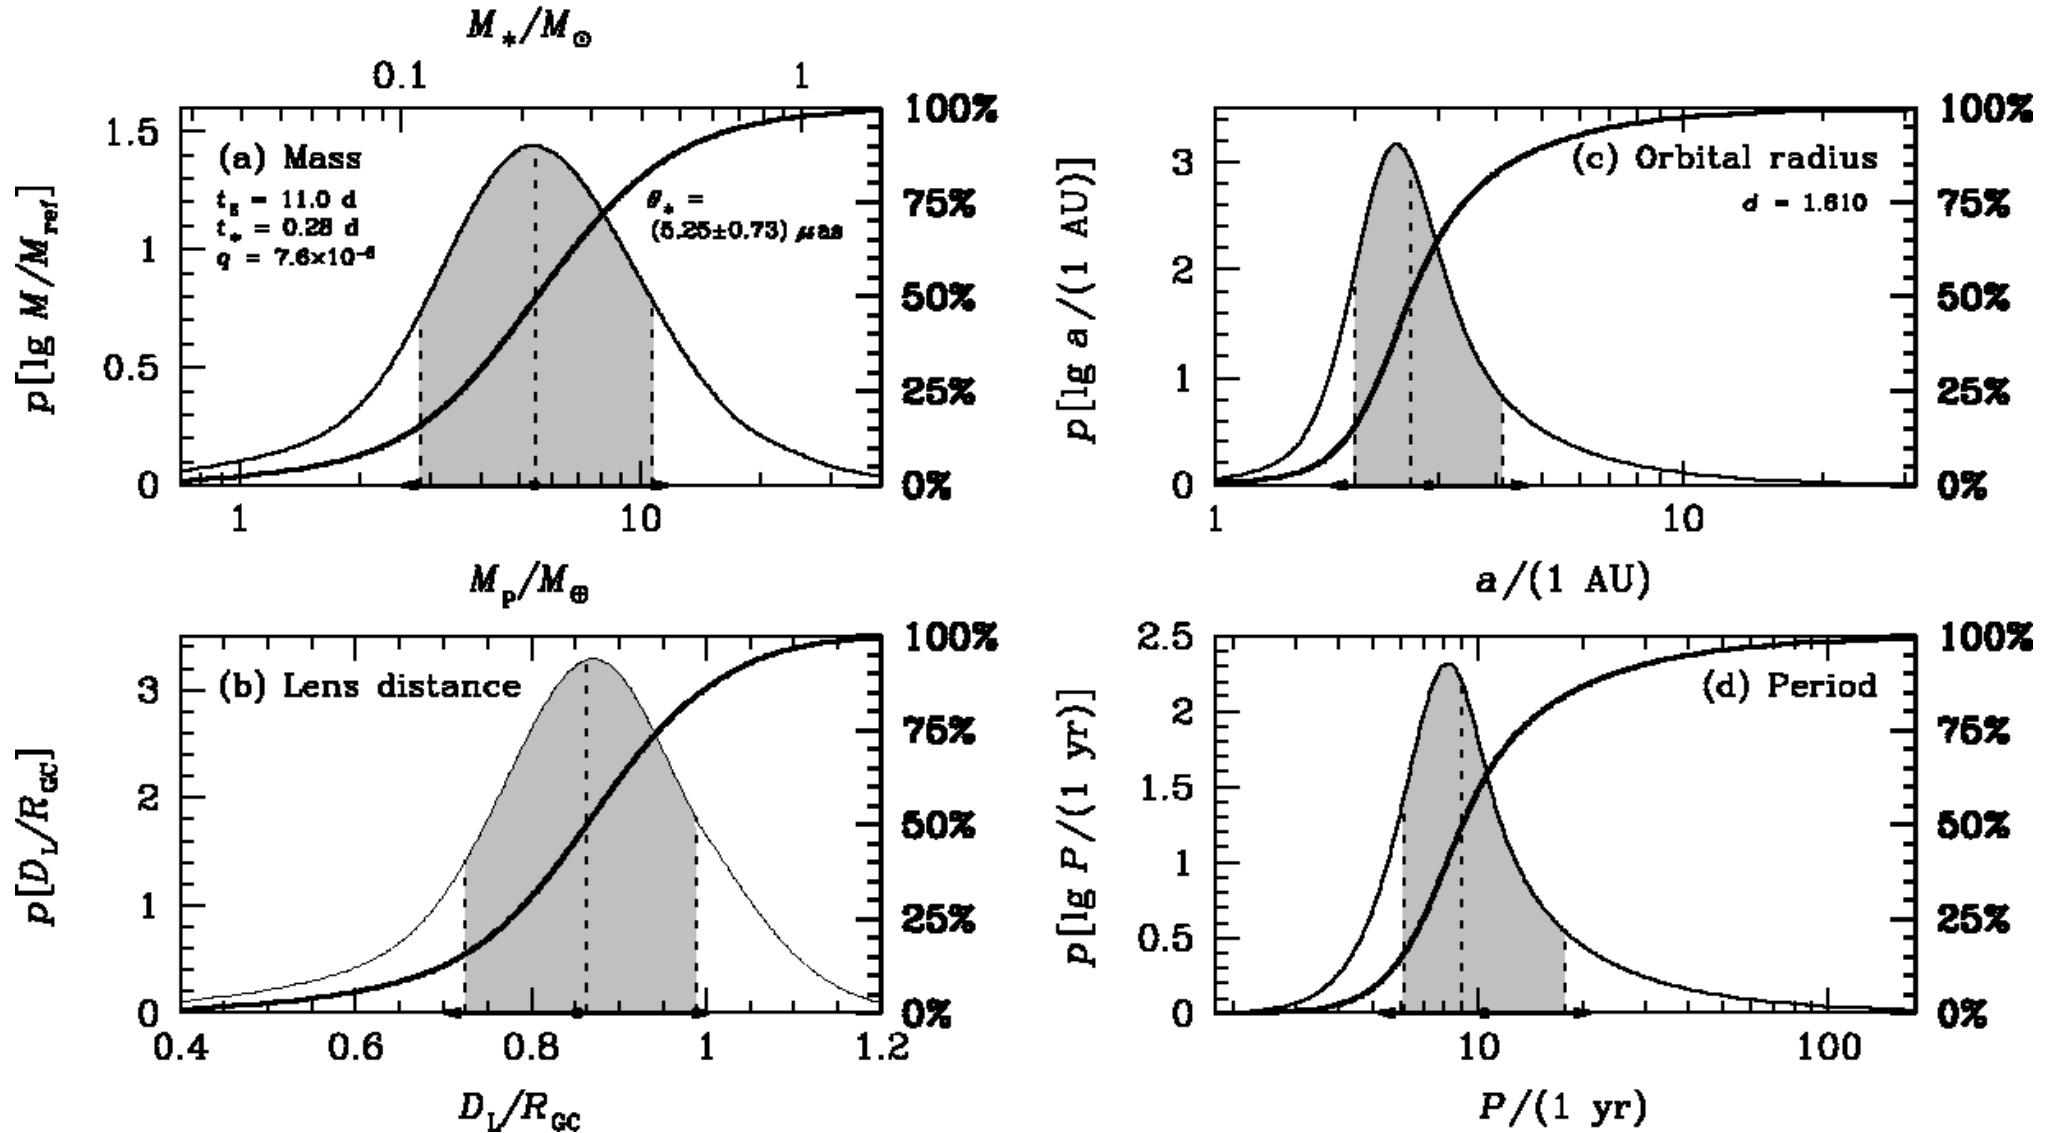 M*/M⊙
0.1 1
100%
75%
50%
25%
0%
1.5
1
0.5
0
p[lg M/Mref]
(a) Mass
tE = 11.0 d
t* = 0.28 d
q = 7.6×10⁻⁵
θ* =
(5.25±0.73) μas
1 10
Mp/M⊕
100%
75%
50%
25%
0%
3
2
1
0
p[lg a/(1 AU)]
(c) Orbital radius
d = 1.610
1 10
a/(1 AU)
100%
75%
50%
25%
0%
3
2
1
0
p[DL/RGC]
(b) Lens distance
0.4 0.6 0.8 1 1.2
DL/RGC
100%
75%
50%
25%
0%
2.5
2
1.5
1
0.5
0
p[lg P/(1 yr)]
(d) Period
10 100
P/(1 yr)